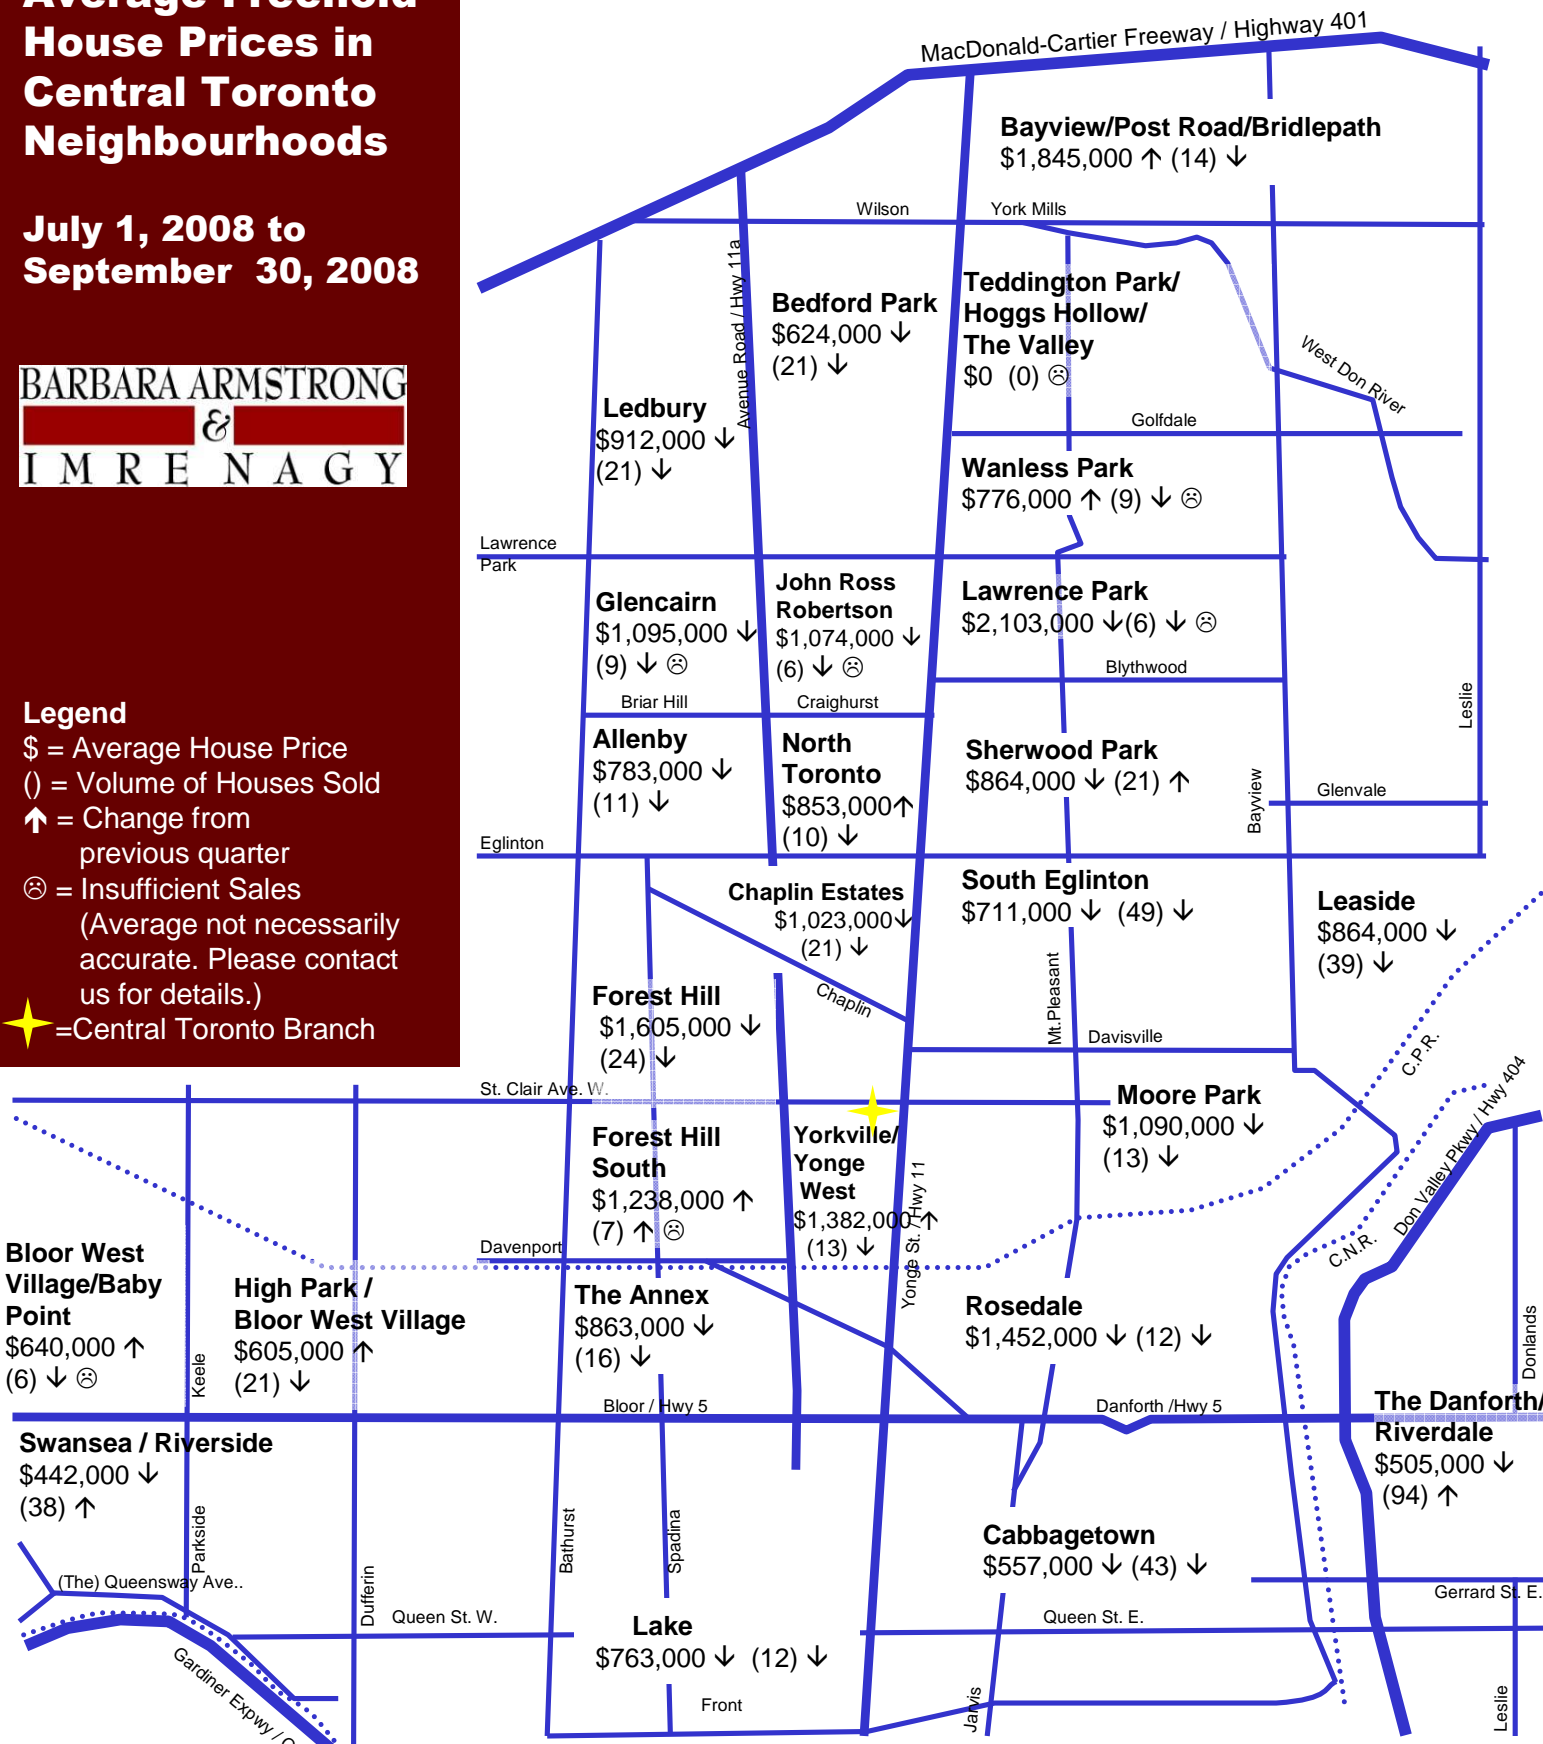 Average Freehold
House Prices in
Central Toronto
Neighbourhoods
July 1, 2008 to
September 30, 2008
BARBARA ARMSTRONG
&
IMRE NAGY
Legend
$ = Average House Price
() = Volume of Houses Sold
↑ = Change from
previous quarter
☹ = Insufficient Sales
(Average not necessarily
accurate. Please contact
us for details.)
=Central Toronto Branch
MacDonald-Cartier Freeway / Highway 401
Bayview/Post Road/Bridlepath
$1,845,000 ↑ (14) ↓
Wilson
York Mills
Avenue Road / Hwy 11a
Bedford Park
$624,000 ↓
(21) ↓
Teddington Park/
Hoggs Hollow/
The Valley
$0 (0) ☹
West Don River
Ledbury
$912,000 ↓
(21) ↓
Golfdale
Wanless Park
$776,000 ↑ (9) ↓ ☹
Lawrence
Park
Glencairn
$1,095,000 ↓
(9) ↓ ☹
John Ross
Robertson
$1,074,000 ↓
(6) ↓ ☹
Lawrence Park
$2,103,000 ↓(6) ↓ ☹
Blythwood
Briar Hill
Craighurst
Leslie
Allenby
$783,000 ↓
(11) ↓
North
Toronto
$853,000↑
(10) ↓
Sherwood Park
$864,000 ↓ (21) ↑
Bayview
Glenvale
Eglinton
Chaplin Estates
$1,023,000↓
(21) ↓
South Eglinton
$711,000 ↓ (49) ↓
Leaside
$864,000 ↓
(39) ↓
Forest Hill
$1,605,000 ↓
(24) ↓
Chaplin
Mt.Pleasant
Davisville
C.P.R.
St. Clair Ave. W.
Moore Park
$1,090,000 ↓
(13) ↓
Don Valley Pkwy / Hwy 404
Forest Hill
South
$1,238,000 ↑
(7) ↑ ☹
Yorkville/
Yonge
West
$1,382,000 ↑
(13) ↓
Yonge St. / Hwy 11
Davenport
C.N.R.
Bloor West
Village/Baby
Point
$640,000 ↑
(6) ↓ ☹
Keele
High Park /
Bloor West Village
$605,000 ↑
(21) ↓
The Annex
$863,000 ↓
(16) ↓
Rosedale
$1,452,000 ↓ (12) ↓
Donlands
Bloor / Hwy 5
Danforth /Hwy 5
The Danforth/
Riverdale
$505,000 ↓
(94) ↑
Swansea / Riverside
$442,000 ↓
(38) ↑
Parkside
Dufferin
Bathurst
Spadina
Cabbagetown
$557,000 ↓ (43) ↓
(The) Queensway Ave..
Gerrard St. E.
Queen St. W.
Queen St. E.
Lake
$763,000 ↓ (12) ↓
Gardiner Expwy /
Front
Jarvis
Leslie